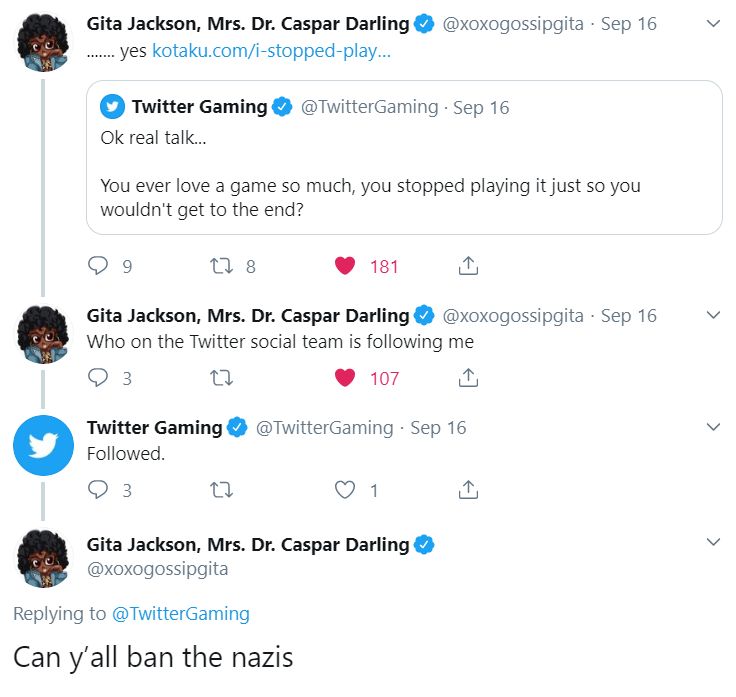 Gita Jackson, Mrs. Dr. Caspar Darling @xoxogossipgita · Sep 16
....... yes kotaku.com/i-stopped-play...
Twitter Gaming @TwitterGaming · Sep 16
Ok real talk...
You ever love a game so much, you stopped playing it just so you
wouldn't get to the end?
9 8 181
Gita Jackson, Mrs. Dr. Caspar Darling @xoxogossipgita · Sep 16
Who on the Twitter social team is following me
3 107
Twitter Gaming @TwitterGaming · Sep 16
Followed.
3 1
Gita Jackson, Mrs. Dr. Caspar Darling
@xoxogossipgita
Replying to @TwitterGaming
Can y’all ban the nazis